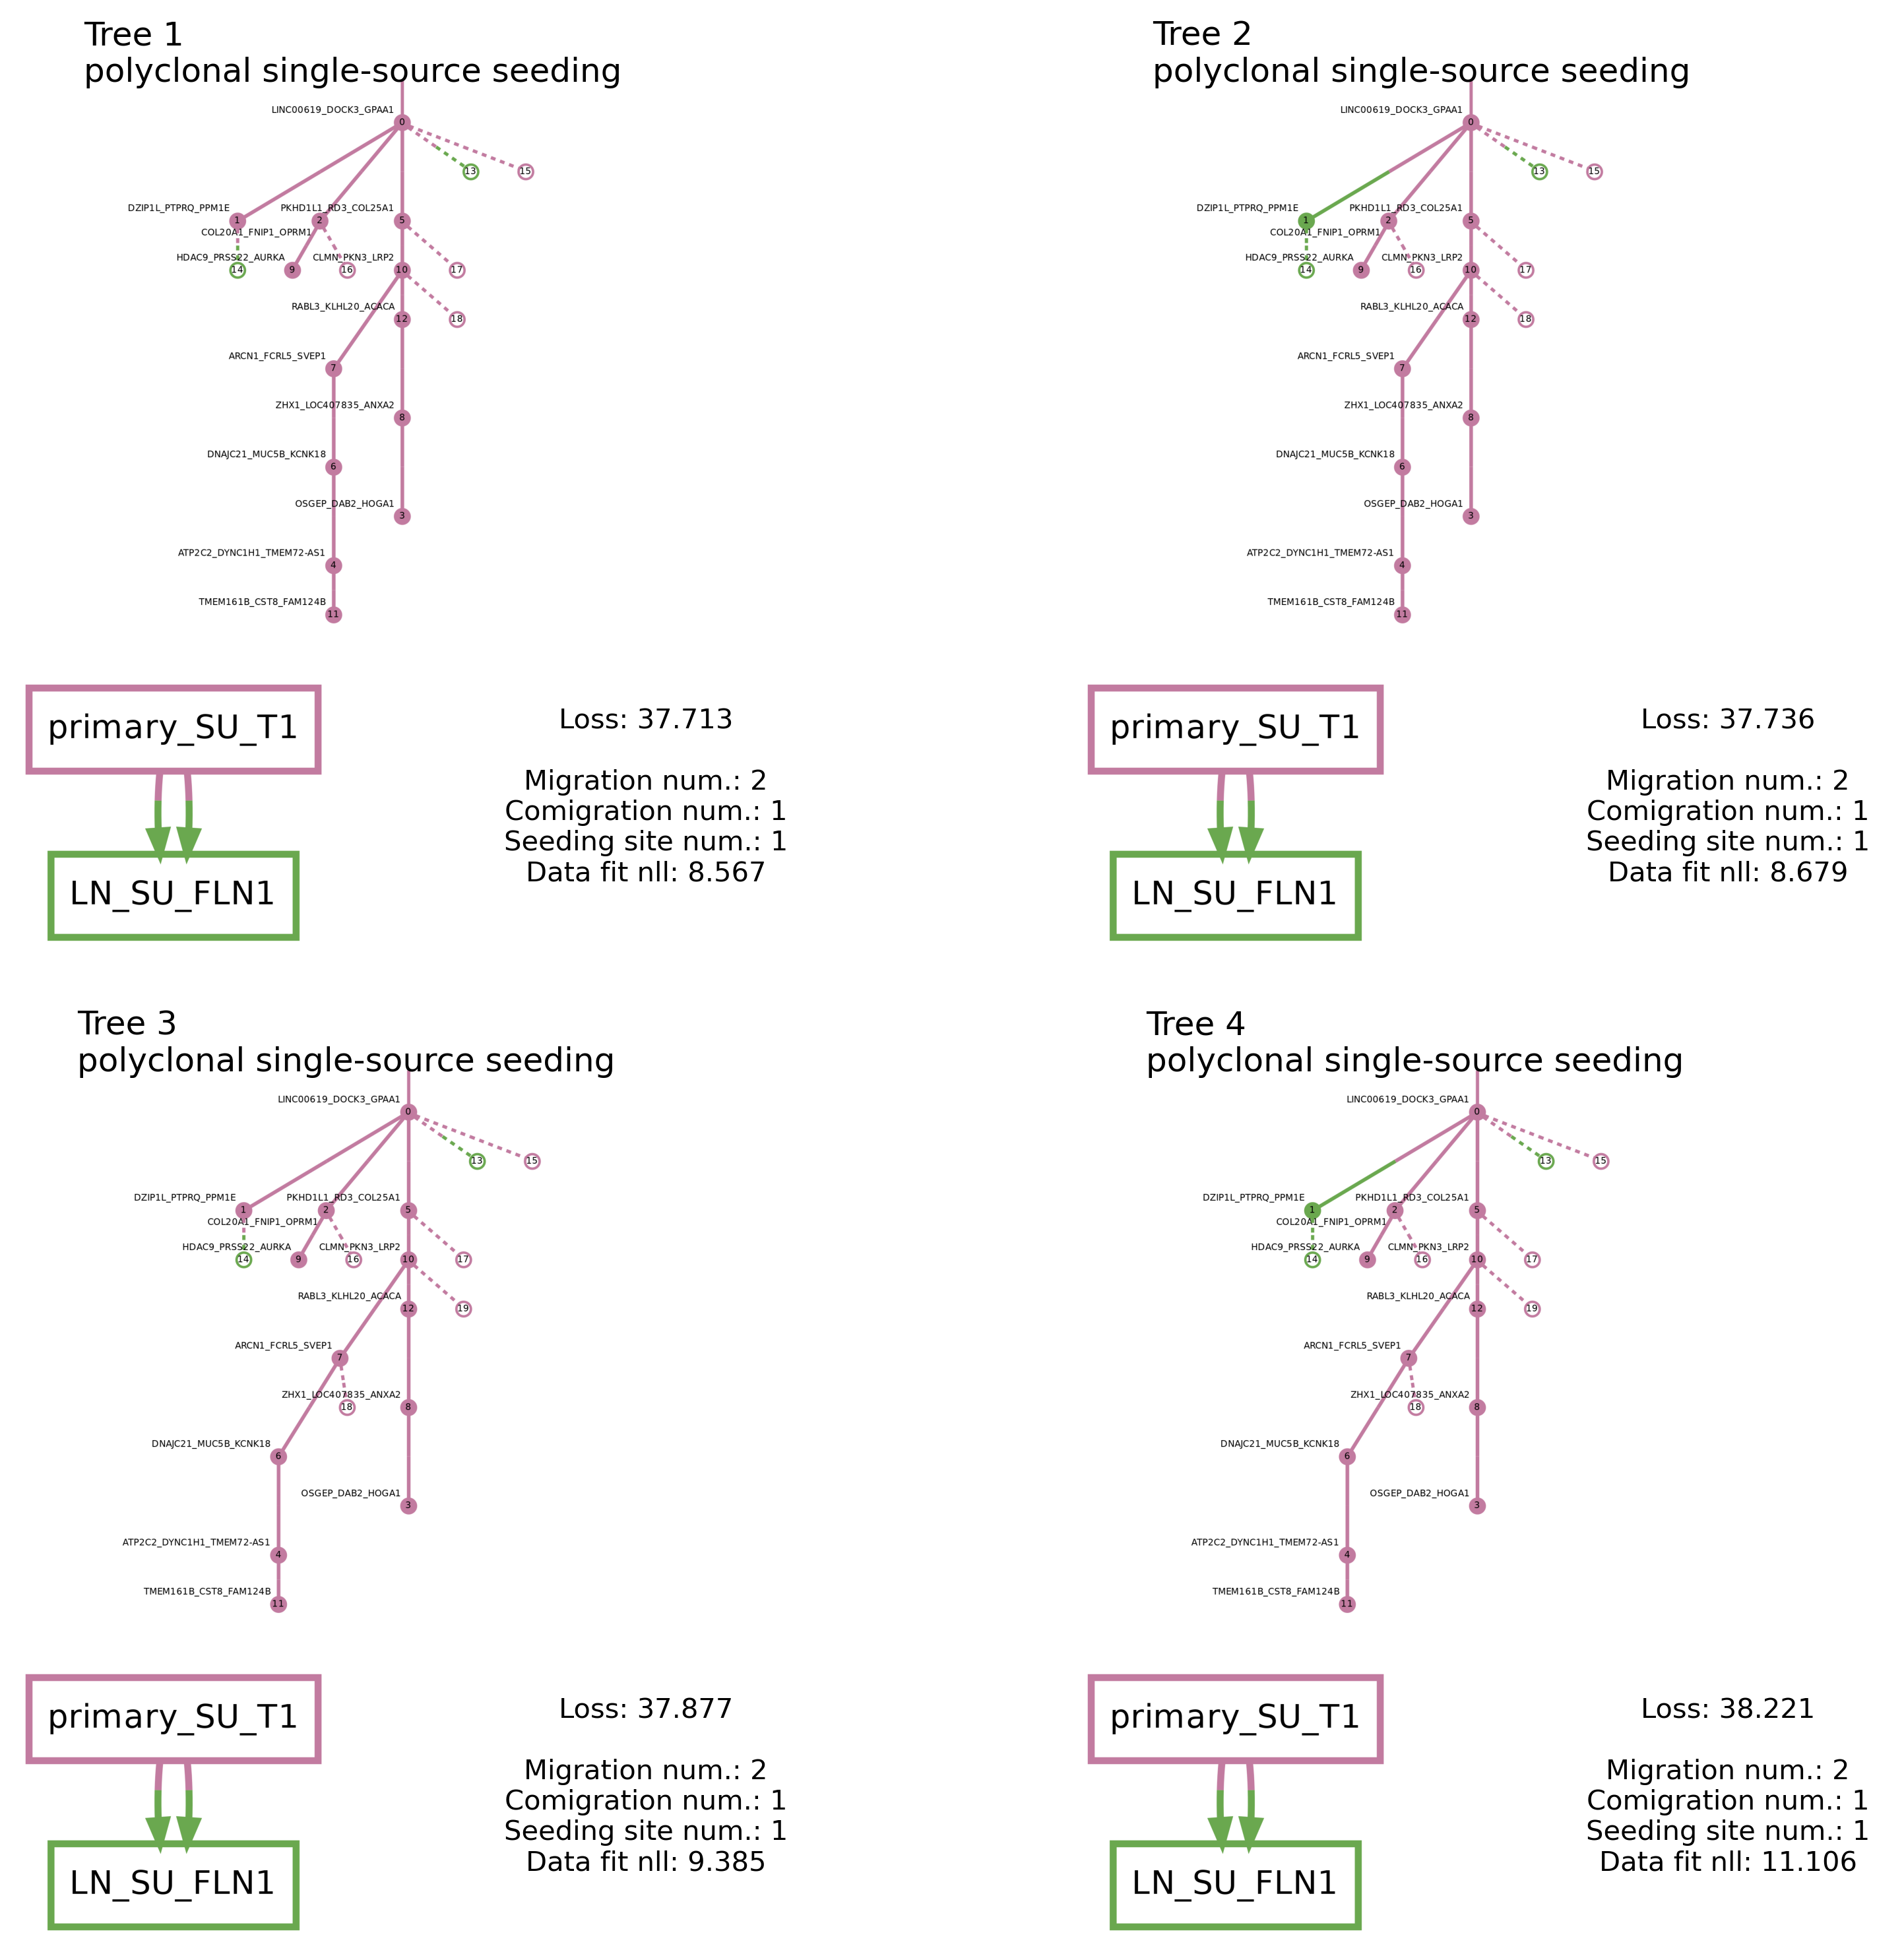 Tree 1
polyclonal single-source seeding
LINC00619_DOCK3_GPAA1
0
13
15
DZIP1L_PTPRQ_PPM1E
PKHD1L1_RD3_COL25A1
1
2
5
COL20A1_FNIP1_OPRM1
HDAC9_PRSS22_AURKA
CLMN_PKN3_LRP2
14
9
16
10
17
RABL3_KLHL20_ACACA
12
18
ARCN1_FCRL5_SVEP1
7
ZHX1_LOC407835_ANXA2
8
DNAJC21_MUC5B_KCNK18
6
OSGEP_DAB2_HOGA1
3
ATP2C2_DYNC1H1_TMEM72-AS1
4
TMEM161B_CST8_FAM124B
11
primary_SU_T1
LN_SU_FLN1
Loss: 37.713
Migration num.: 2
Comigration num.: 1
Seeding site num.: 1
Data fit nll: 8.567
Tree 2
polyclonal single-source seeding
LINC00619_DOCK3_GPAA1
0
13
15
DZIP1L_PTPRQ_PPM1E
PKHD1L1_RD3_COL25A1
1
2
5
COL20A1_FNIP1_OPRM1
HDAC9_PRSS22_AURKA
CLMN_PKN3_LRP2
14
9
16
10
17
RABL3_KLHL20_ACACA
12
18
ARCN1_FCRL5_SVEP1
7
ZHX1_LOC407835_ANXA2
8
DNAJC21_MUC5B_KCNK18
6
OSGEP_DAB2_HOGA1
3
ATP2C2_DYNC1H1_TMEM72-AS1
4
TMEM161B_CST8_FAM124B
11
primary_SU_T1
LN_SU_FLN1
Loss: 37.736
Migration num.: 2
Comigration num.: 1
Seeding site num.: 1
Data fit nll: 8.679
Tree 3
polyclonal single-source seeding
LINC00619_DOCK3_GPAA1
0
13
15
DZIP1L_PTPRQ_PPM1E
PKHD1L1_RD3_COL25A1
1
2
5
COL20A1_FNIP1_OPRM1
HDAC9_PRSS22_AURKA
CLMN_PKN3_LRP2
14
9
16
10
17
RABL3_KLHL20_ACACA
12
19
ARCN1_FCRL5_SVEP1
7
ZHX1_LOC407835_ANXA2
18
8
DNAJC21_MUC5B_KCNK18
6
OSGEP_DAB2_HOGA1
3
ATP2C2_DYNC1H1_TMEM72-AS1
4
TMEM161B_CST8_FAM124B
11
primary_SU_T1
LN_SU_FLN1
Loss: 37.877
Migration num.: 2
Comigration num.: 1
Seeding site num.: 1
Data fit nll: 9.385
Tree 4
polyclonal single-source seeding
LINC00619_DOCK3_GPAA1
0
13
15
DZIP1L_PTPRQ_PPM1E
PKHD1L1_RD3_COL25A1
1
2
5
COL20A1_FNIP1_OPRM1
HDAC9_PRSS22_AURKA
CLMN_PKN3_LRP2
14
9
16
10
17
RABL3_KLHL20_ACACA
12
19
ARCN1_FCRL5_SVEP1
7
ZHX1_LOC407835_ANXA2
18
8
DNAJC21_MUC5B_KCNK18
6
OSGEP_DAB2_HOGA1
3
ATP2C2_DYNC1H1_TMEM72-AS1
4
TMEM161B_CST8_FAM124B
11
primary_SU_T1
LN_SU_FLN1
Loss: 38.221
Migration num.: 2
Comigration num.: 1
Seeding site num.: 1
Data fit nll: 11.106